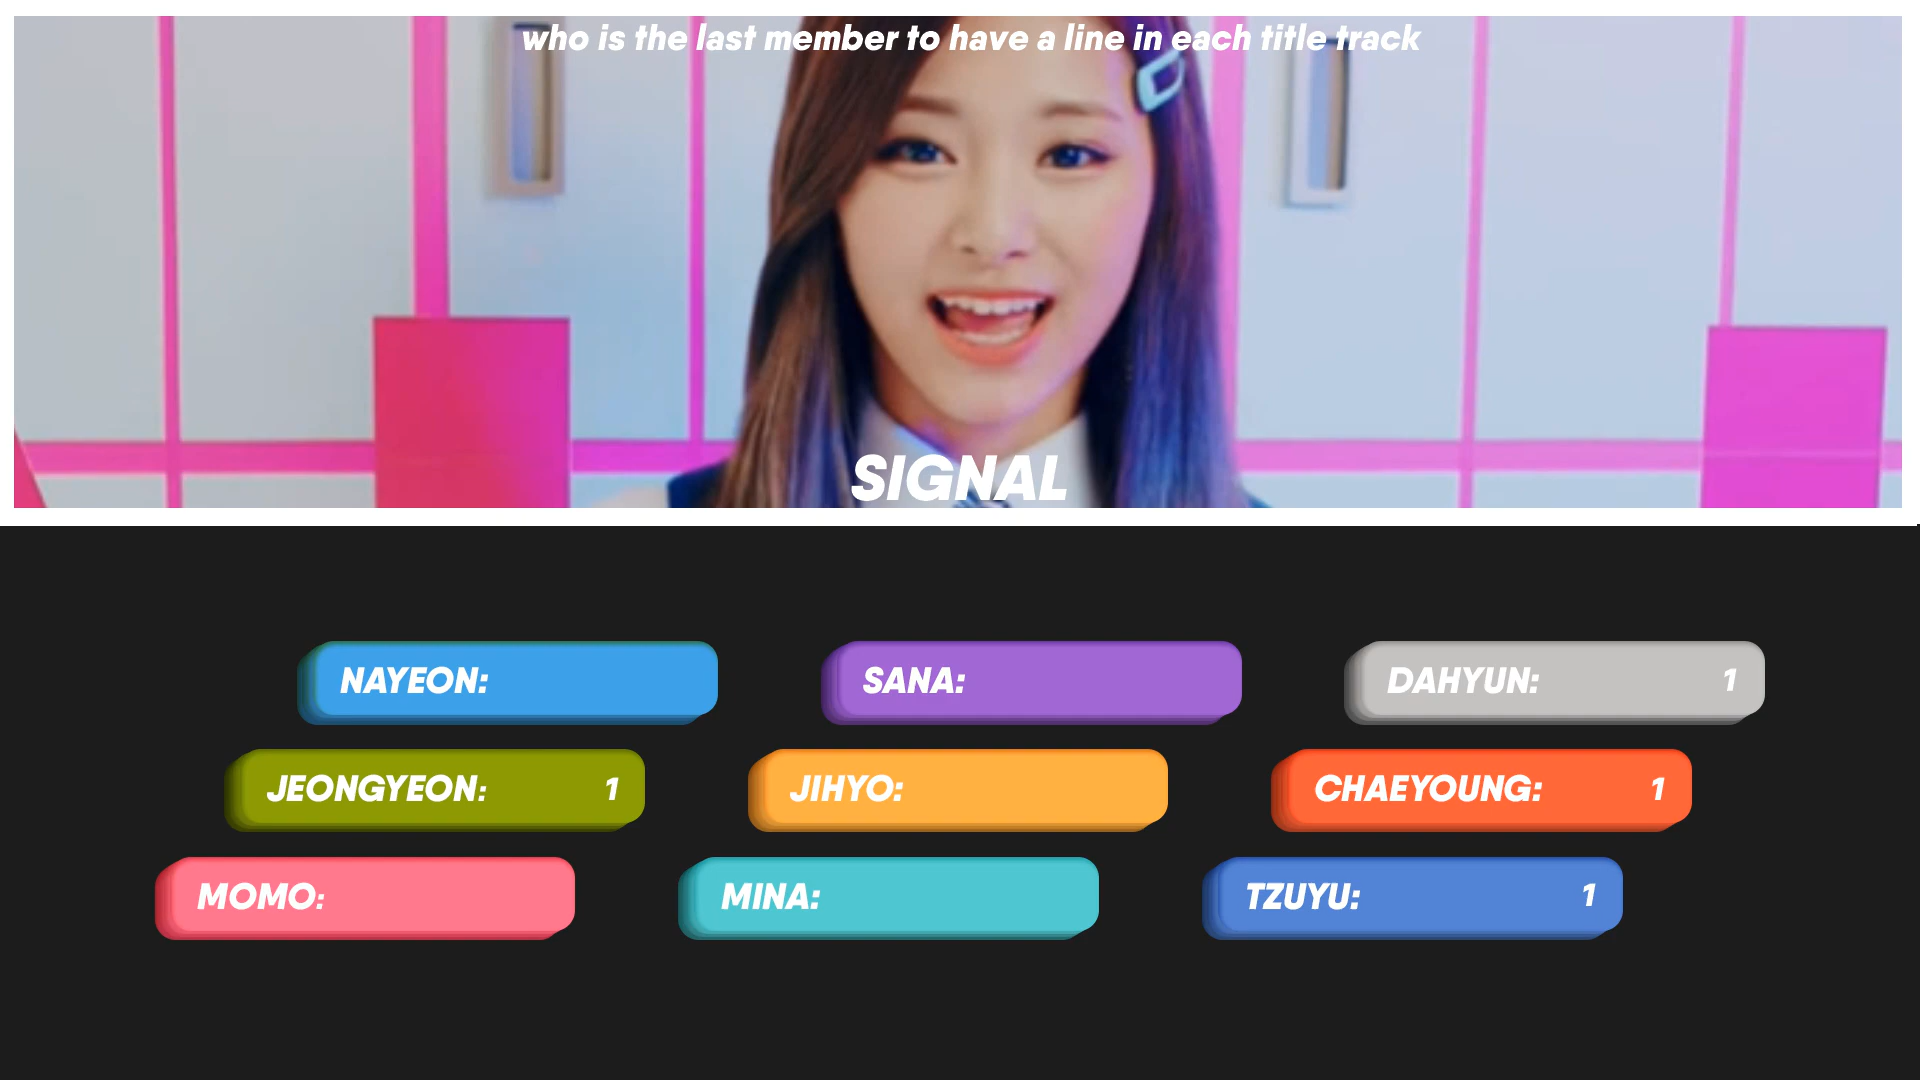 who is the last member to have a line in each title track
SIGNAL
NAYEON:
SANA:
DAHYUN: 1
JEONGYEON: 1
JIHYO:
CHAEYOUNG: 1
MOMO:
MINA:
TZUYU: 1